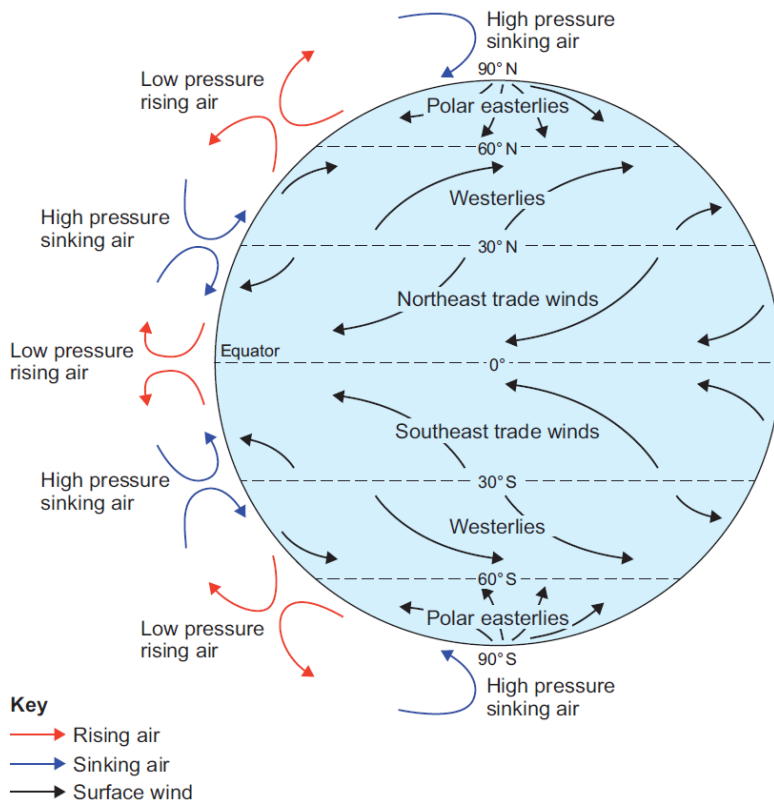 High pressure
sinking air
90° N
Low pressure
rising air
Polar easterlies
60° N
Westerlies
High pressure
sinking air
30° N
Northeast trade winds
Low pressure
rising air
Equator
0°
Southeast trade winds
High pressure
sinking air
30° S
Westerlies
60° S
Polar easterlies
Low pressure
rising air
90° S
High pressure
sinking air
Key
Rising air
Sinking air
Surface wind